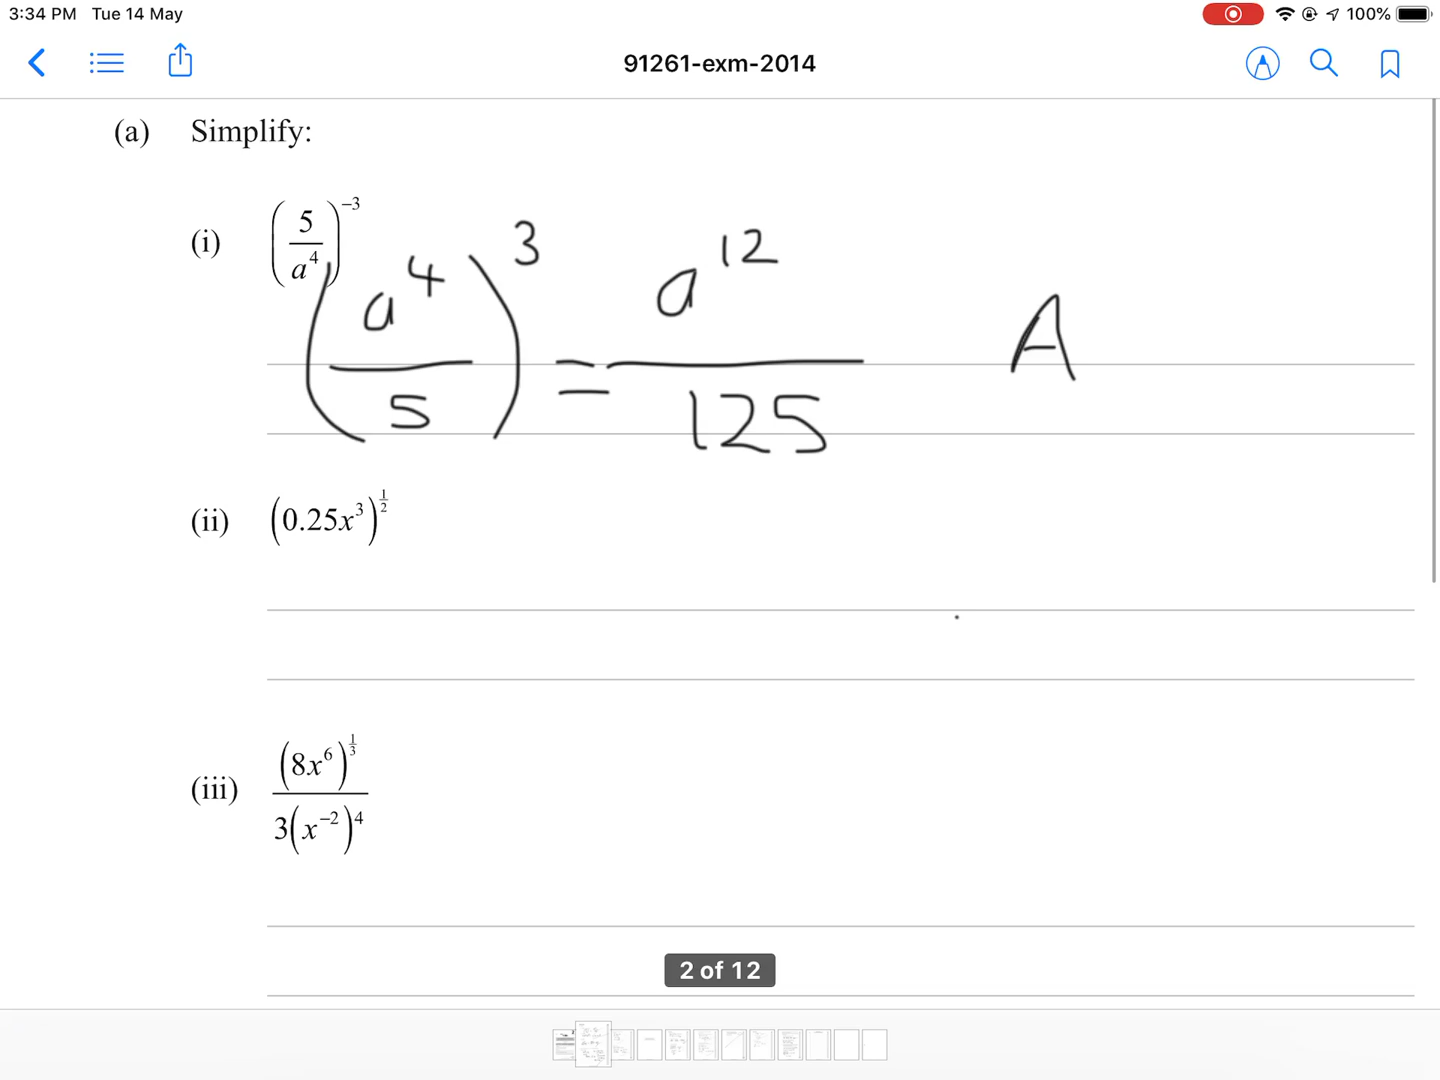 3:34 PM Tue 14 May 100%
91261-exm-2014
(a) Simplify:
(i) (5/a⁴)⁻³
(a⁴/5)³ = a¹²/125 A
(ii) (0.25x³)^(1/2)
(iii) (8x⁶)^(1/3) / 3(x⁻²)⁴
2 of 12